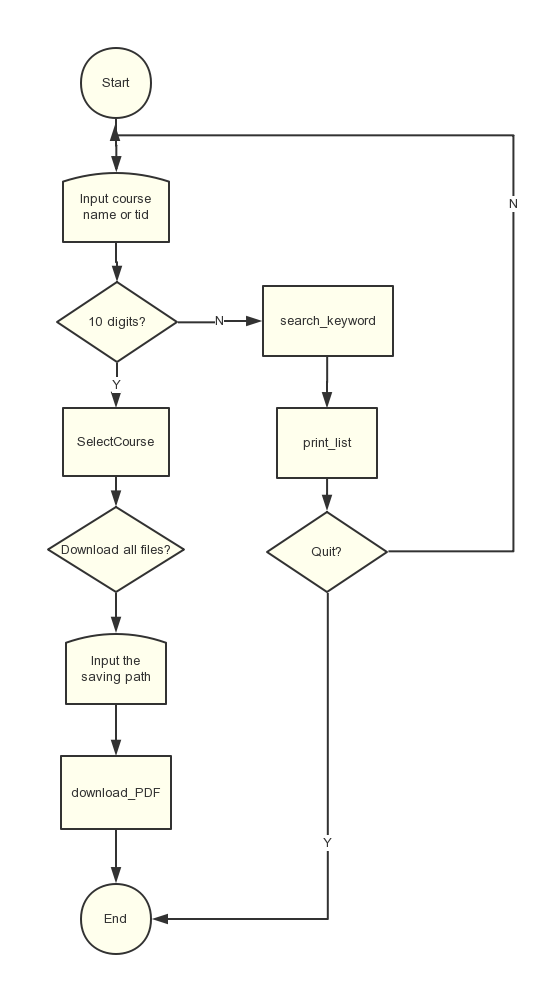 Start
Input course
name or tid
N
10 digits?
N
search_keyword
Y
SelectCourse
print_list
Download all files?
Quit?
Input the
saving path
download_PDF
Y
End